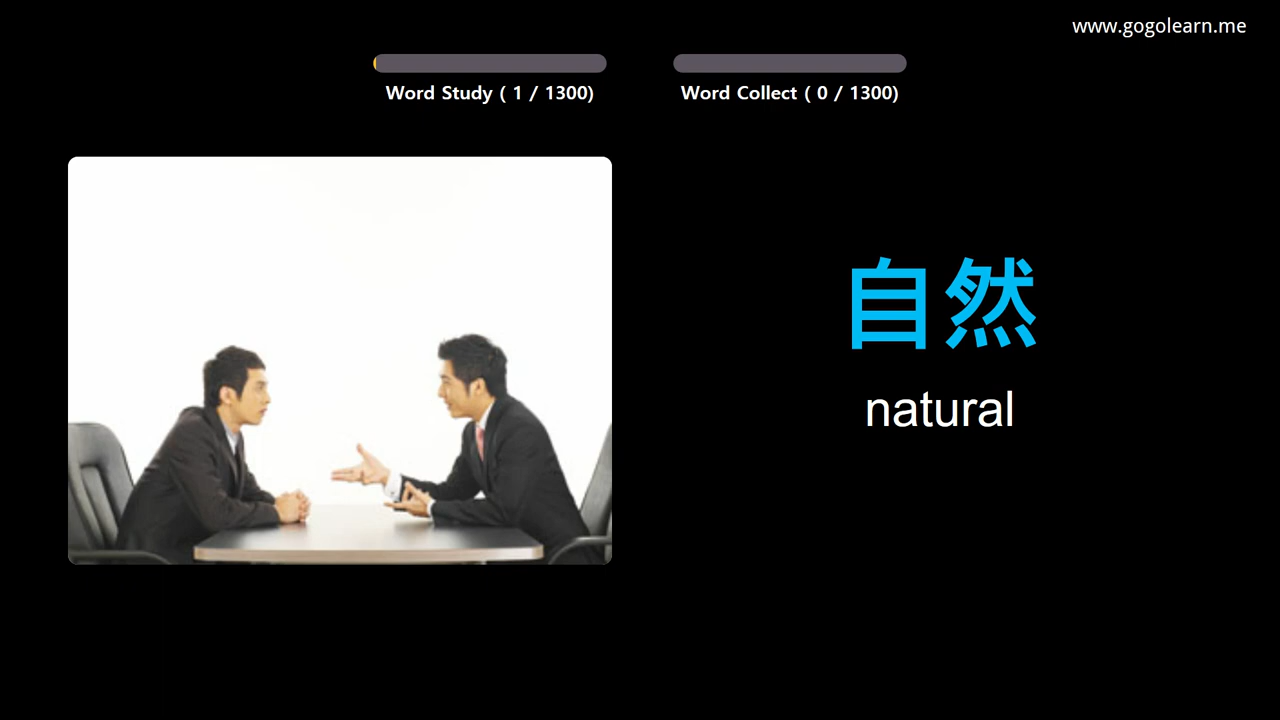 www.gogolearn.me
Word Study ( 1 / 1300)
Word Collect ( 0 / 1300)
自然
natural